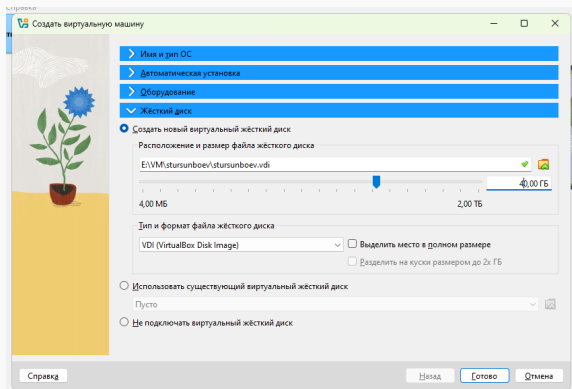 Справка
Создать виртуальную машину
Имя и тип ОС
Автоматическая установка
Оборудование
Жёсткий диск
Создать новый виртуальный жёсткий диск
Расположение и размер файла жёсткого диска
E:\VM\stursunboev\stursunboev.vdi
40,00 ГБ
4,00 МБ 2,00 ТБ
Тип и формат файла жёсткого диска
VDI (VirtualBox Disk Image) Выделить место в полном размере
Разделить на куски размером до 2х ГБ
Использовать существующий виртуальный жёсткий диск
Пусто
Не подключать виртуальный жёсткий диск
Справка Назад Готово Отмена